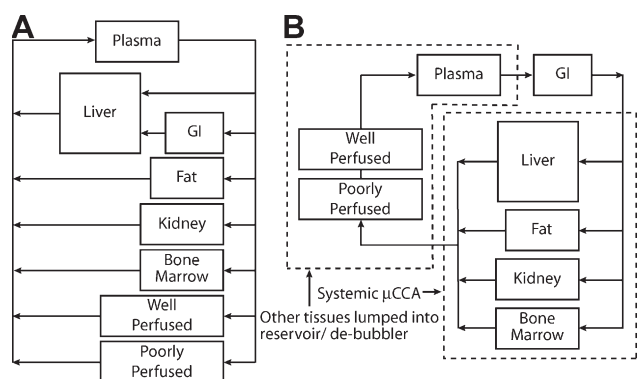 A
Plasma
Liver
GI
Fat
Kidney
Bone
Marrow
Well
Perfused
Poorly
Perfused
B
Plasma
GI
Well
Perfused
Poorly
Perfused
Liver
Fat
Kidney
Bone
Marrow
Systemic µCCA
Other tissues lumped into
reservoir/ de-bubbler